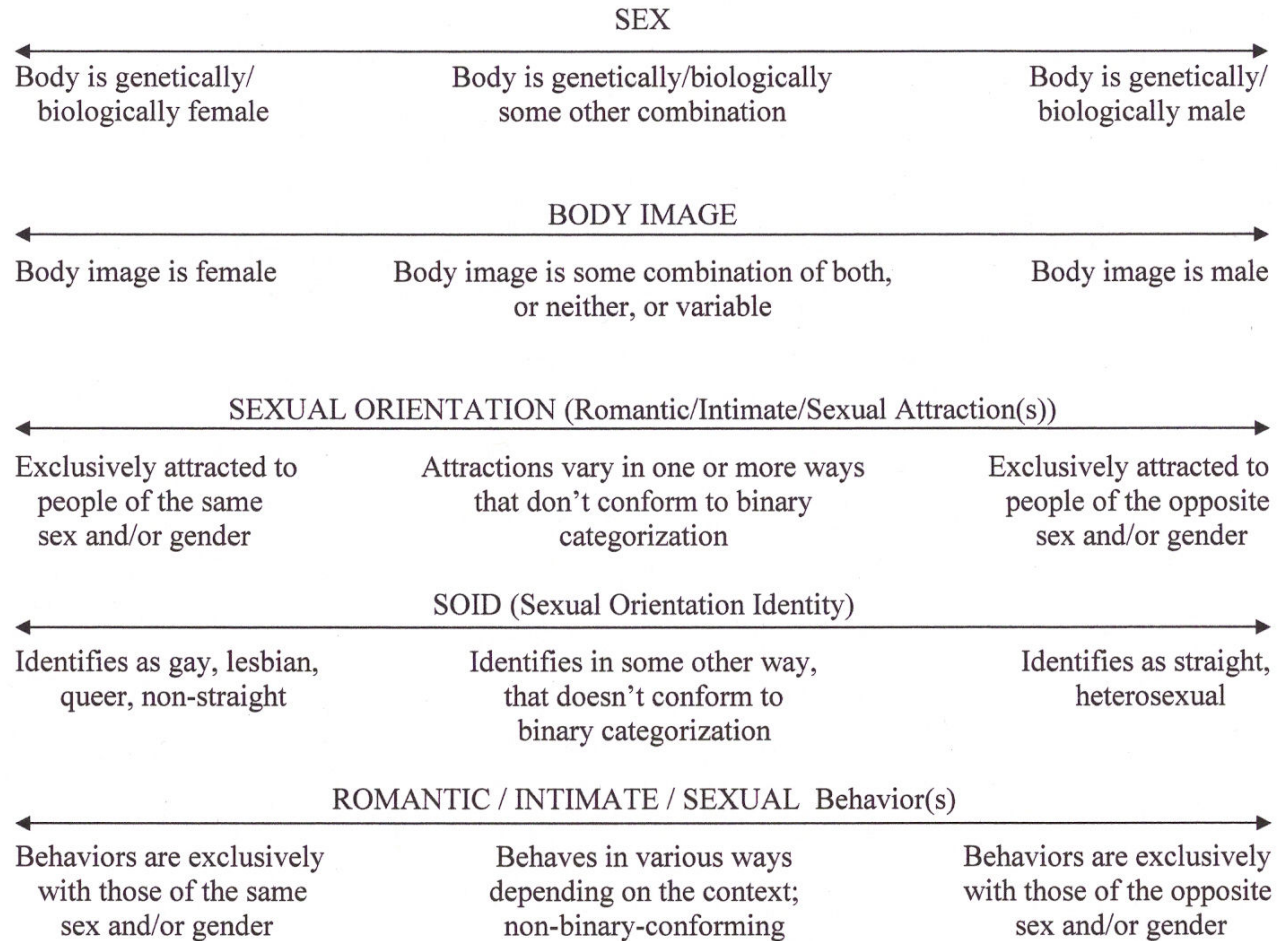 SEX
Body is genetically/
biologically female
Body is genetically/biologically
some other combination
Body is genetically/
biologically male
BODY IMAGE
Body image is female
Body image is some combination of both,
or neither, or variable
Body image is male
SEXUAL ORIENTATION (Romantic/Intimate/Sexual Attraction(s))
Exclusively attracted to
people of the same
sex and/or gender
Attractions vary in one or more ways
that don’t conform to binary
categorization
Exclusively attracted to
people of the opposite
sex and/or gender
SOID (Sexual Orientation Identity)
Identifies as gay, lesbian,
queer, non-straight
Identifies in some other way,
that doesn’t conform to
binary categorization
Identifies as straight,
heterosexual
ROMANTIC / INTIMATE / SEXUAL Behavior(s)
Behaviors are exclusively
with those of the same
sex and/or gender
Behaves in various ways
depending on the context;
non-binary-conforming
Behaviors are exclusively
with those of the opposite
sex and/or gender